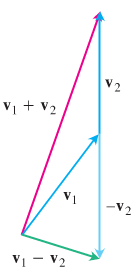 v₂
v₁ + v₂
v₁
−v₂
v₁ − v₂